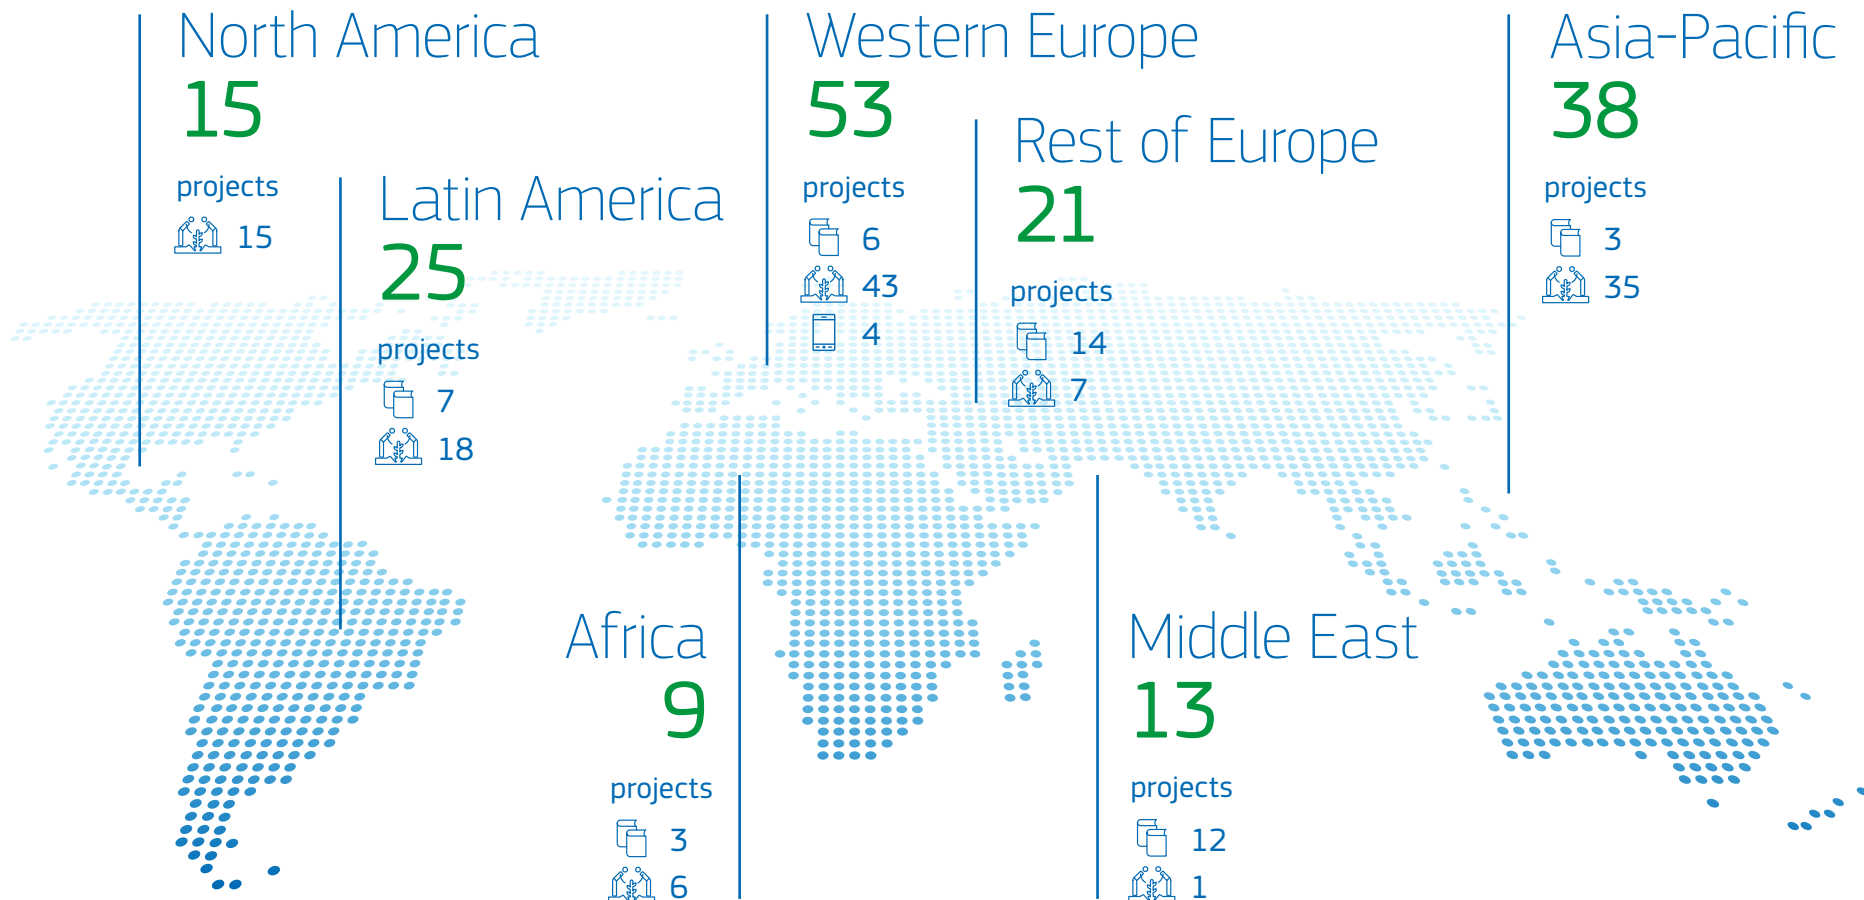 North America
15
projects
15
Latin America
25
projects
7
18
Western Europe
53
projects
6
43
4
Rest of Europe
21
projects
14
7
Asia-Pacific
38
projects
3
35
Africa
9
projects
3
6
Middle East
13
projects
12
1